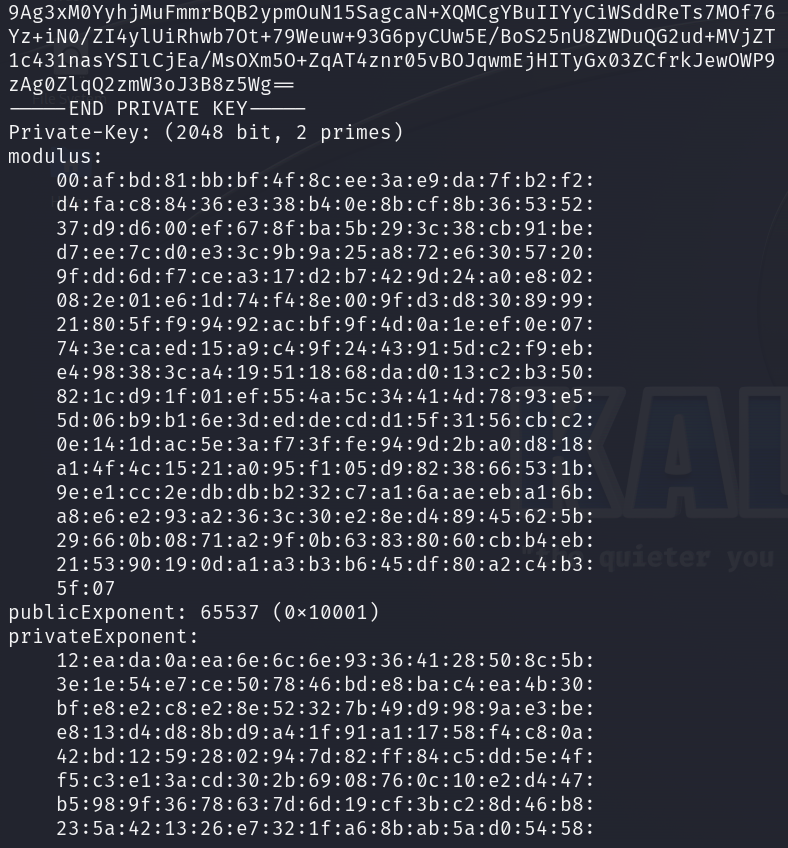 9Ag3xM0YyhjMuFmmrBQB2ypmOuN15SagcaN+XQMCgYBuIIYyCiWSddReTs7MOf76
Yz+iN0/ZI4ylUiRhwb7Ot+79Weuw+93G6pyCUw5E/BoS25nU8ZWDuQG2ud+MVjZT
1c431nasYSIlCjEa/MsOXm5O+ZqAT4znr05vBOJqwmEjHITyGx03ZCfrkJewOWP9
zAg0ZlqQ2zmW3oJ3B8z5Wg==
-----END PRIVATE KEY-----
Private-Key: (2048 bit, 2 primes)
modulus:
00:af:bd:81:bb:bf:4f:8c:ee:3a:e9:da:7f:b2:f2:
d4:fa:c8:84:36:e3:38:b4:0e:8b:cf:8b:36:53:52:
37:d9:d6:00:ef:67:8f:ba:5b:29:3c:38:cb:91:be:
d7:ee:7c:d0:e3:3c:9b:9a:25:a8:72:e6:30:57:20:
9f:dd:6d:f7:ce:a3:17:d2:b7:42:9d:24:a0:e8:02:
08:2e:01:e6:1d:74:f4:8e:00:9f:d3:d8:30:89:99:
21:80:5f:f9:94:92:ac:bf:9f:4d:0a:1e:ef:0e:07:
74:3e:ca:ed:15:a9:c4:9f:24:43:91:5d:c2:f9:eb:
e4:98:38:3c:a4:19:51:18:68:da:d0:13:c2:b3:50:
82:1c:d9:1f:01:ef:55:4a:5c:34:41:4d:78:93:e5:
5d:06:b9:b1:6e:3d:ed:de:cd:d1:5f:31:56:cb:c2:
0e:14:1d:ac:5e:3a:f7:3f:fe:94:9d:2b:a0:d8:18:
a1:4f:4c:15:21:a0:95:f1:05:d9:82:38:66:53:1b:
9e:e1:cc:2e:db:db:b2:32:c7:a1:6a:ae:eb:a1:6b:
a8:e6:e2:93:a2:36:3c:30:e2:8e:d4:89:45:62:5b:
29:66:0b:08:71:a2:9f:0b:63:83:80:60:cb:b4:eb:
21:53:90:19:0d:a1:a3:b3:b6:45:df:80:a2:c4:b3:
5f:07
publicExponent: 65537 (0×10001)
privateExponent:
12:ea:da:0a:ea:6e:6c:6e:93:36:41:28:50:8c:5b:
3e:1e:54:e7:ce:50:78:46:bd:e8:ba:c4:ea:4b:30:
bf:e8:e2:c8:e2:8e:52:32:7b:49:d9:98:9a:e3:be:
e8:13:d4:d8:8b:d9:a4:1f:91:a1:17:58:f4:c8:0a:
42:bd:12:59:28:02:94:7d:82:ff:84:c5:dd:5e:4f:
f5:c3:e1:3a:cd:30:2b:69:08:76:0c:10:e2:d4:47:
b5:98:9f:36:78:63:7d:6d:19:cf:3b:c2:8d:46:b8:
23:5a:42:13:26:e7:32:1f:a6:8b:ab:5a:d0:54:58:
KAL
quieter you